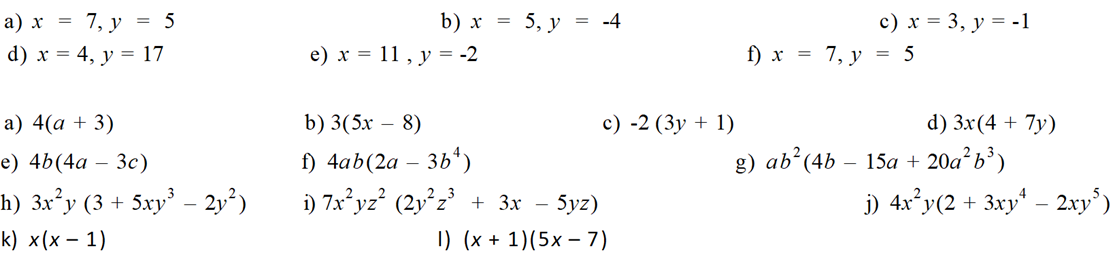 a) x = 7, y = 5 b) x = 5, y = -4 c) x = 3, y = -1
d) x = 4, y = 17 e) x = 11 , y = -2 f) x = 7, y = 5
a) 4(a + 3) b) 3(5x – 8) c) -2 (3y + 1) d) 3x(4 + 7y)
e) 4b(4a – 3c) f) 4ab(2a – 3b⁴) g) ab²(4b – 15a + 20a²b³)
h) 3x²y (3 + 5xy³ – 2y²) i) 7x²yz² (2y²z³ + 3x – 5yz) j) 4x²y(2 + 3xy⁴ – 2xy⁵)
k) x(x – 1) l) (x + 1)(5x – 7)